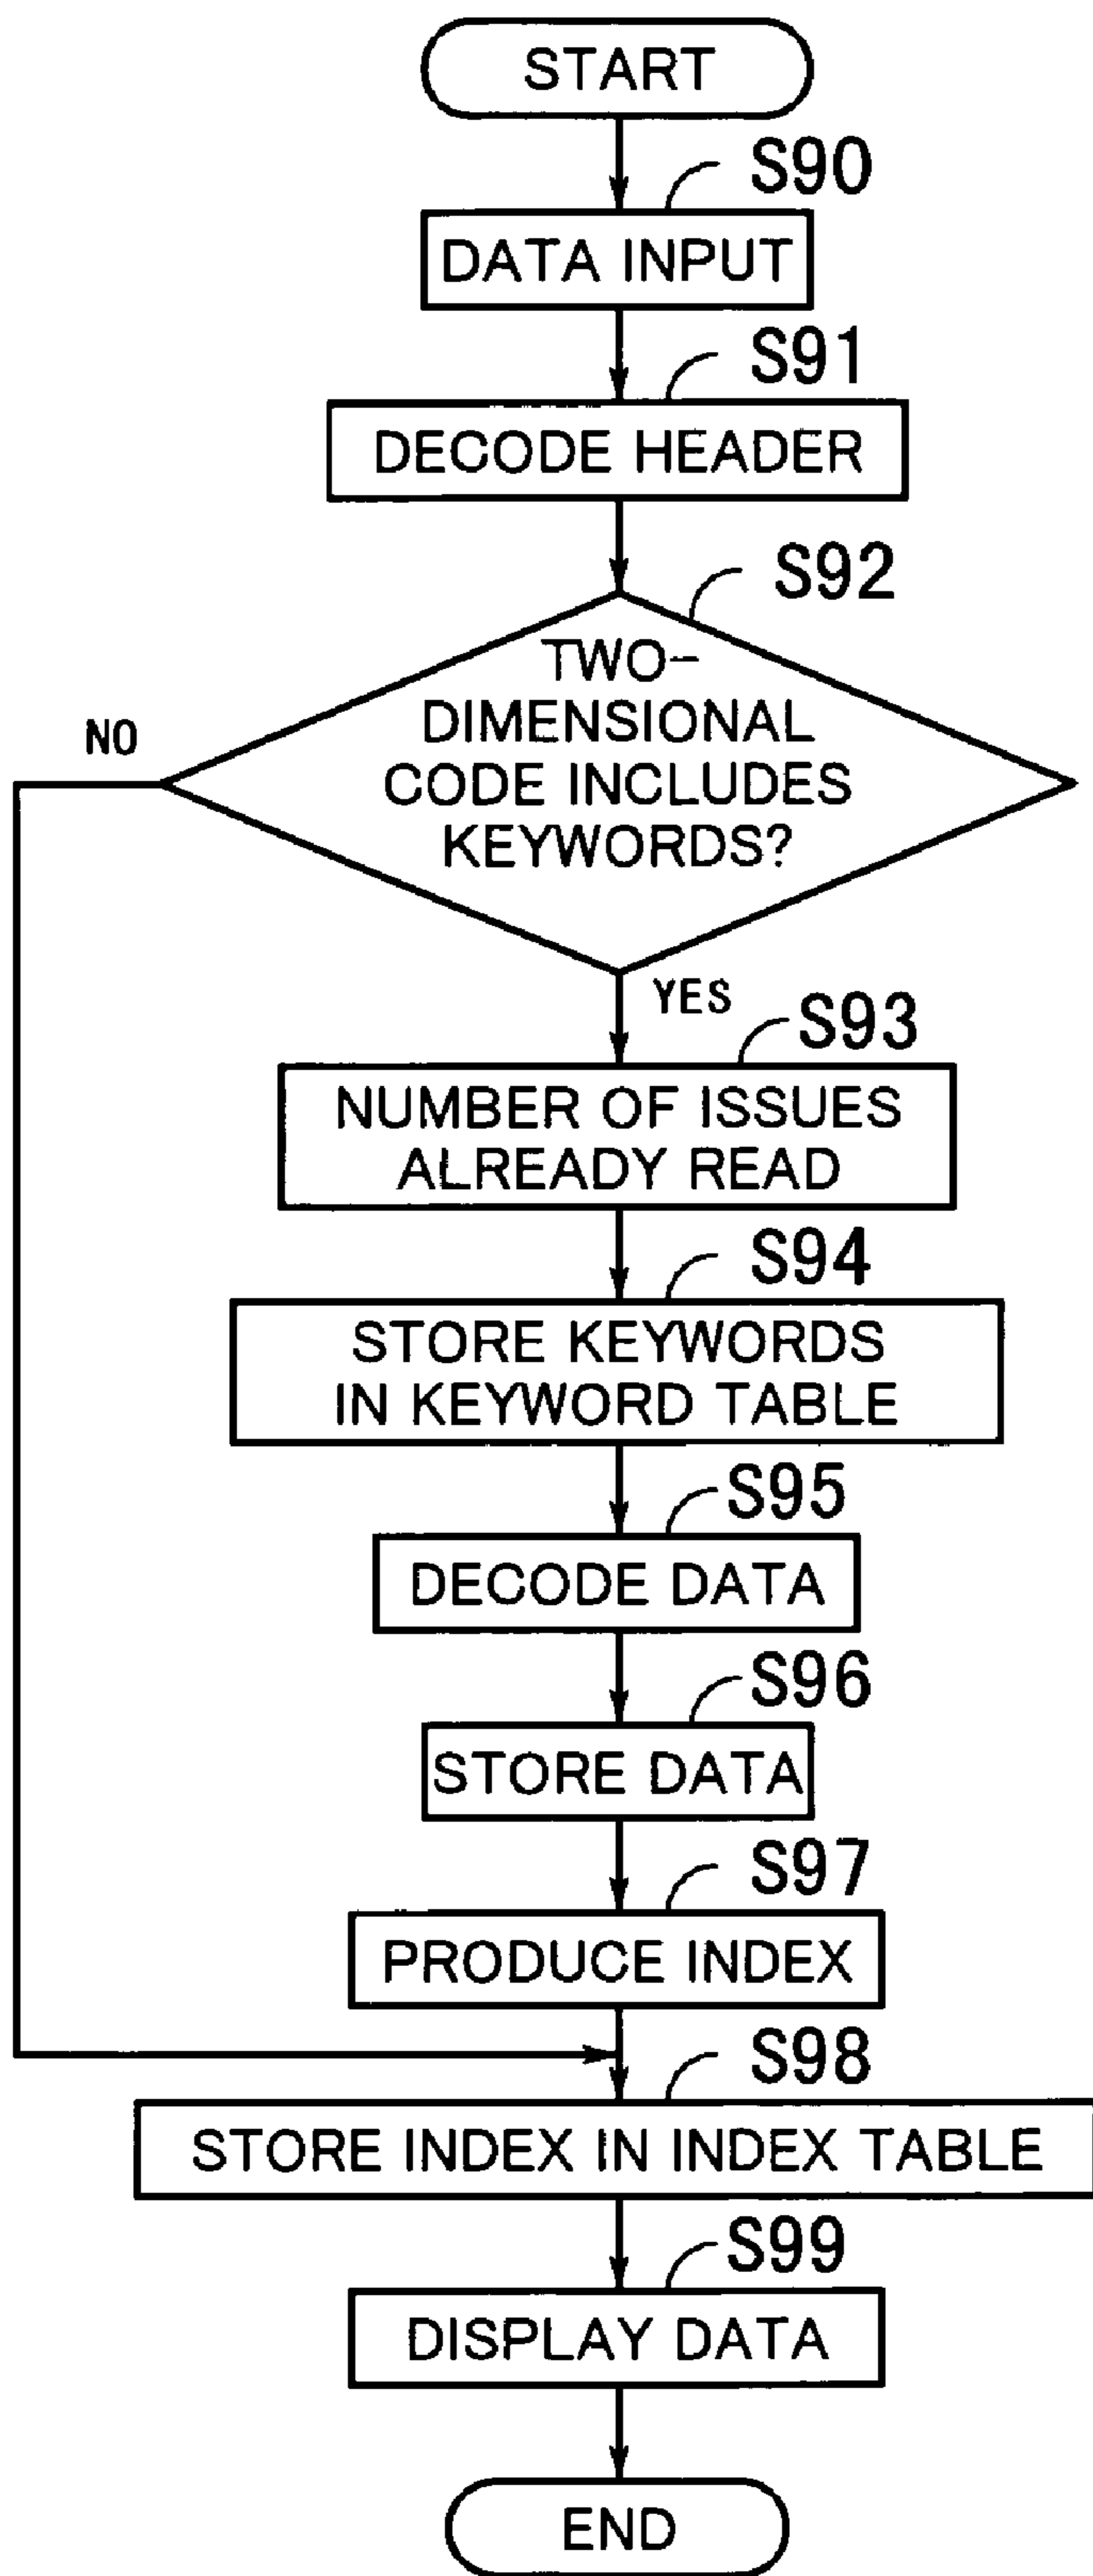 START
S90
DATA INPUT
S91
DECODE HEADER
S92
TWO-
DIMENSIONAL
CODE INCLUDES
KEYWORDS?
NO
YES
S93
NUMBER OF ISSUES
ALREADY READ
S94
STORE KEYWORDS
IN KEYWORD TABLE
S95
DECODE DATA
S96
STORE DATA
S97
PRODUCE INDEX
S98
STORE INDEX IN INDEX TABLE
S99
DISPLAY DATA
END